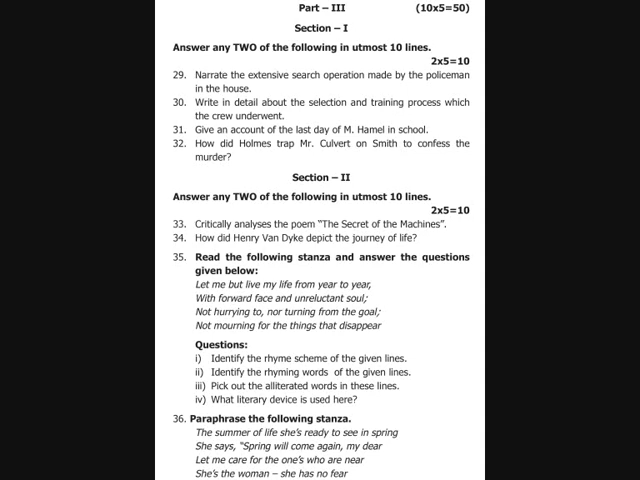 Part – III (10x5=50)
Section – I
Answer any TWO of the following in utmost 10 lines.
2x5=10
29. Narrate the extensive search operation made by the policeman
in the house.
30. Write in detail about the selection and training process which
the crew underwent.
31. Give an account of the last day of M. Hamel in school.
32. How did Holmes trap Mr. Culvert on Smith to confess the
murder?
Section – II
Answer any TWO of the following in utmost 10 lines.
2x5=10
33. Critically analyses the poem “The Secret of the Machines”.
34. How did Henry Van Dyke depict the journey of life?
35. Read the following stanza and answer the questions
given below:
Let me but live my life from year to year,
With forward face and unreluctant soul;
Not hurrying to, nor turning from the goal;
Not mourning for the things that disappear
Questions:
i) Identify the rhyme scheme of the given lines.
ii) Identify the rhyming words of the given lines.
iii) Pick out the alliterated words in these lines.
iv) What literary device is used here?
36. Paraphrase the following stanza.
The summer of life she’s ready to see in spring
She says, “Spring will come again, my dear
Let me care for the one’s who are near
She’s the woman – she has no fear